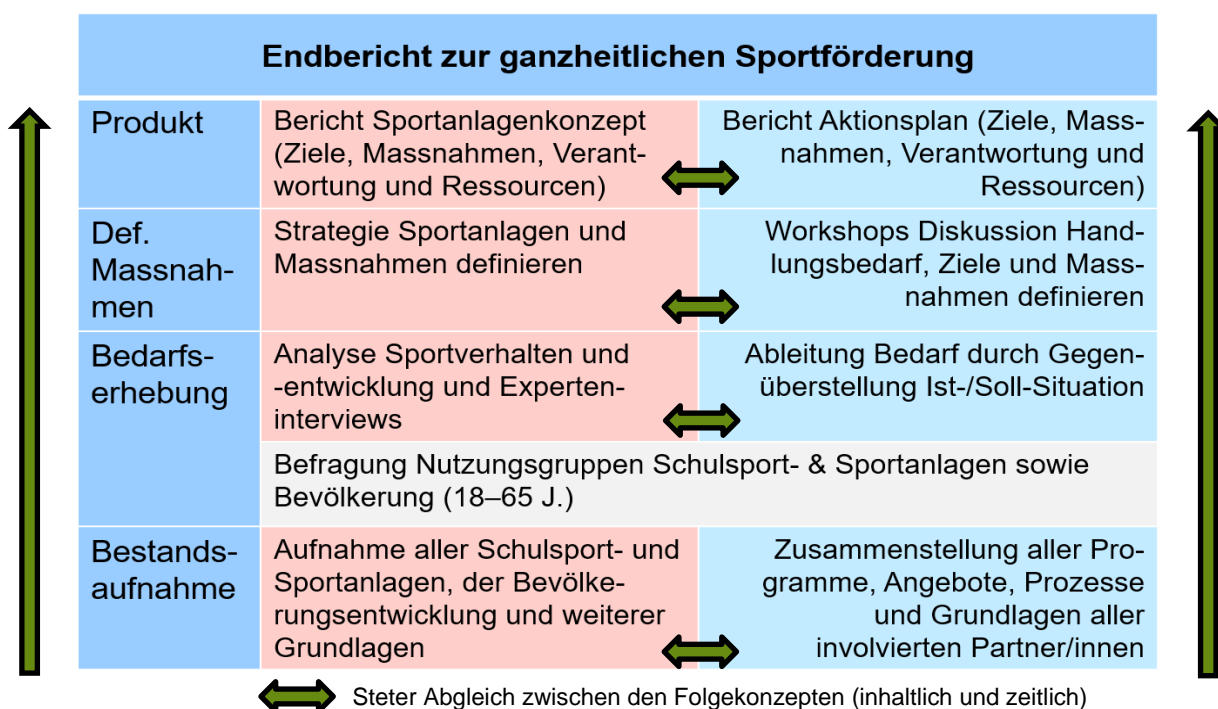 Endbericht zur ganzheitlichen Sportförderung
Produkt
Bericht Sportanlagenkonzept
(Ziele, Massnahmen, Verant-
wortung und Ressourcen)
Bericht Aktionsplan (Ziele, Mass-
nahmen, Verantwortung und
Ressourcen)
Def.
Massnah-
men
Strategie Sportanlagen und
Massnahmen definieren
Workshops Diskussion Hand-
lungsbedarf, Ziele und Mass-
nahmen definieren
Bedarfs-
erhebung
Analyse Sportverhalten und
-entwicklung und Experten-
interviews
Ableitung Bedarf durch Gegen-
überstellung Ist-/Soll-Situation
Befragung Nutzungsgruppen Schulsport- & Sportanlagen sowie
Bevölkerung (18–65 J.)
Bestands-
aufnahme
Aufnahme aller Schulsport- und
Sportanlagen, der Bevölke-
rungsentwicklung und weiterer
Grundlagen
Zusammenstellung aller Pro-
gramme, Angebote, Prozesse
und Grundlagen aller
involvierten Partner/innen
Steter Abgleich zwischen den Folgekonzepten (inhaltlich und zeitlich)